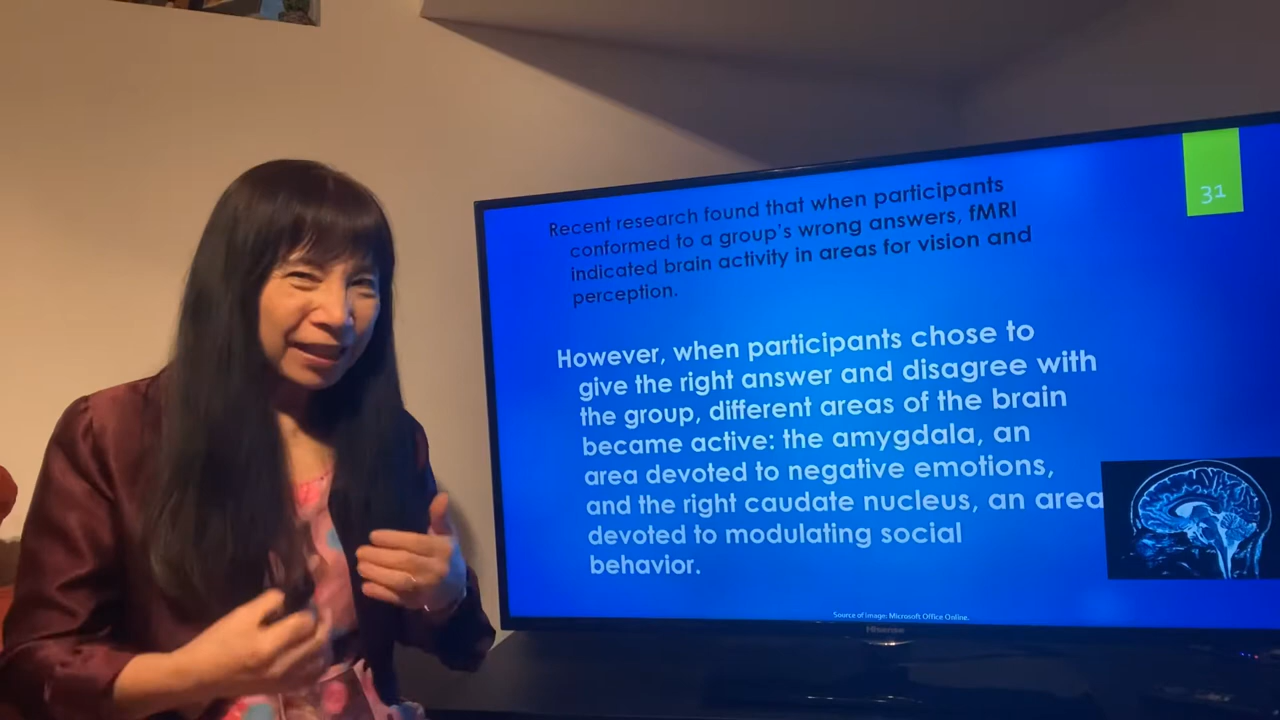 31
Recent research found that when participants
conformed to a group's wrong answers, fMRI
indicated brain activity in areas for vision and
perception.
However, when participants chose to
give the right answer and disagree with
the group, different areas of the brain
became active: the amygdala, an
area devoted to negative emotions,
and the right caudate nucleus, an area
devoted to modulating social
behavior.
Source of Image: Microsoft Office Online.
Hisense